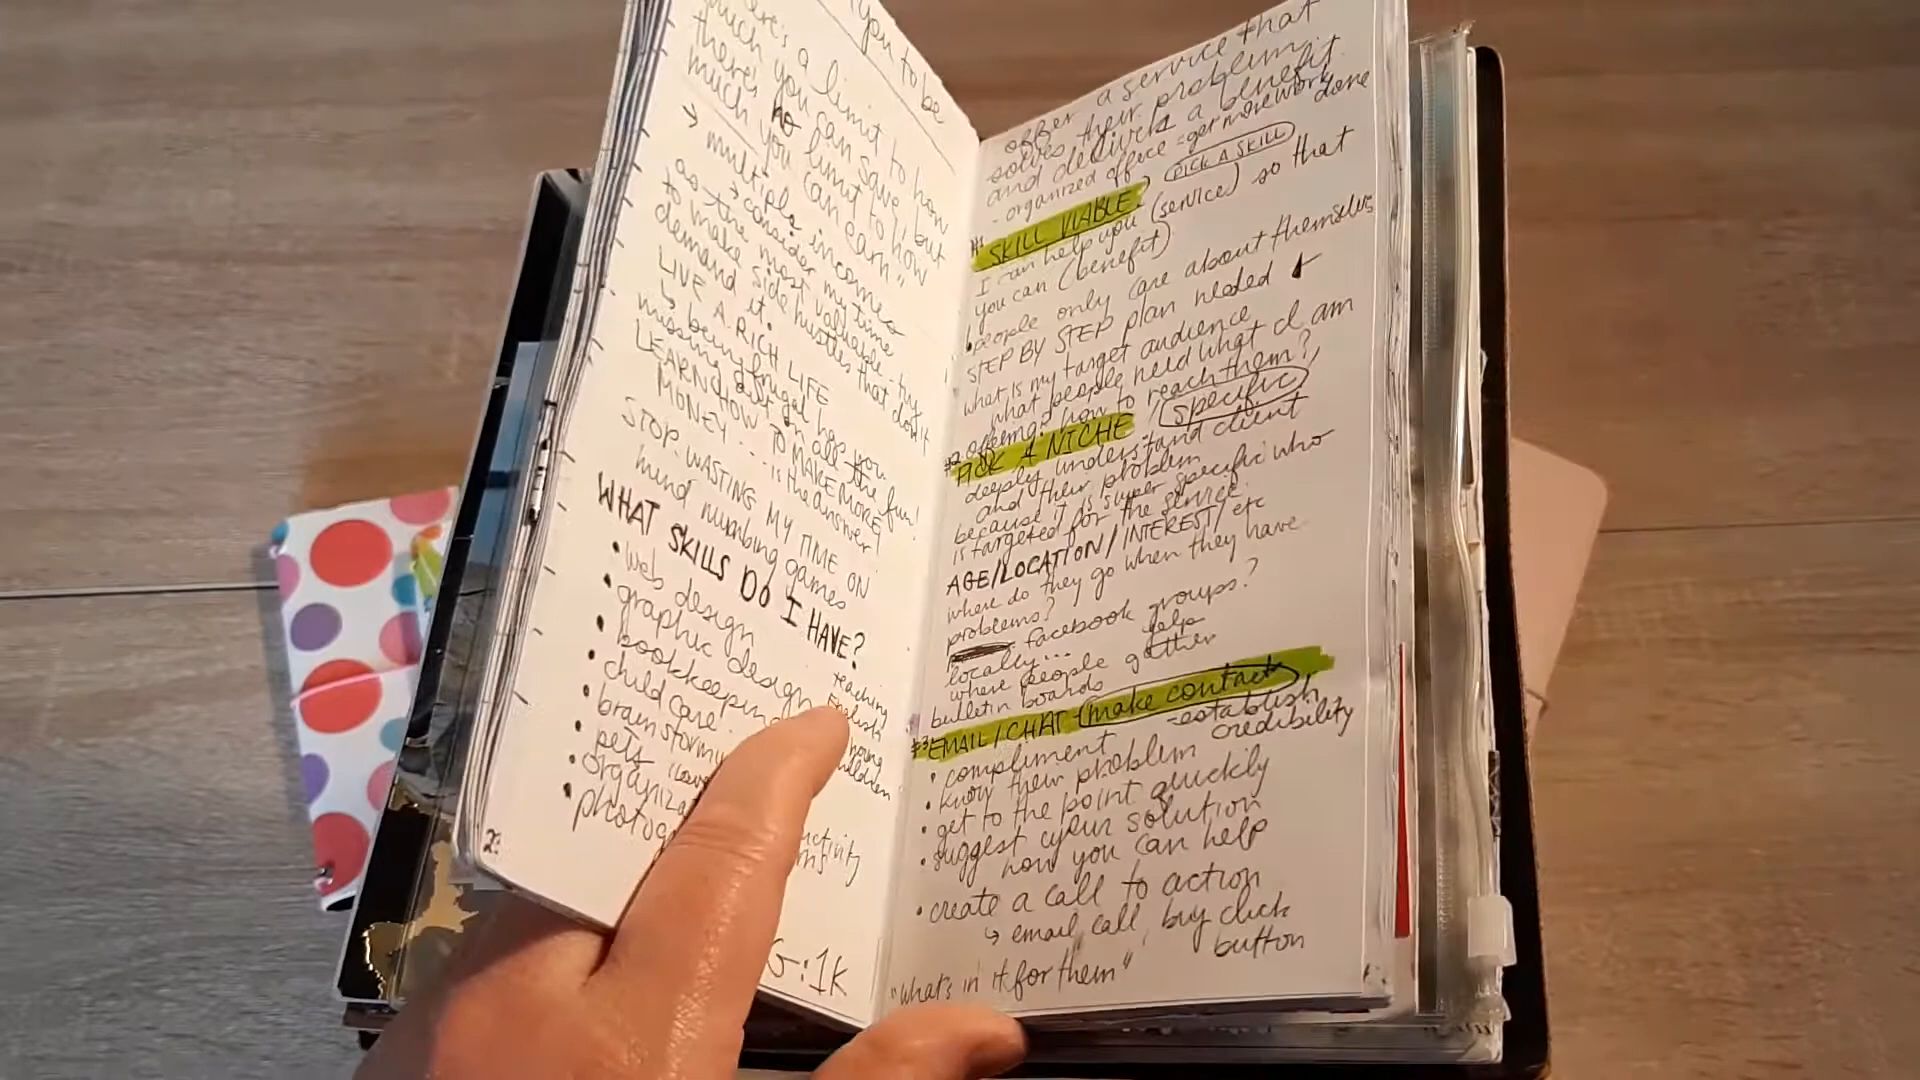 you to be
there's a limit to how
much you can save, but
there's no limit to how
much you can earn"
→ multiple incomes
→ consider my time
as the most valuable - try
to make side hustles that don't
demand it.
LIVE A RICH LIFE
↳ being frugal has you
missing out on all the fun!
LEARN HOW TO MAKE MORE
MONEY... is the answer!
STOP WASTING MY TIME ON
mind numbing games
WHAT SKILLS DO I HAVE?
• web design
• graphic design
• bookkeeping
• child care
• brainstormi
• pets
• organiza
• photog
teaching
English
young
children
uctivity
G:1K
offer a service that
solves their problem
and delivers a benefit
- organized office = get more work done
PICK A SKILL
#1 SKILL VIABLE
I can help you (service) so that
you can (benefit)
• people only care about themselves
STEP BY STEP plan needed
what is my target audience
what people need what I am
offering? how to reach them?
#2 PICK A NICHE (specific)
deeply understand client
and their problem
because it is super specific who
is targeted for the service.
AGE/LOCATION/INTEREST/etc
where do they go when they have
problems?
facebook groups?
locally... help
where people gather
bulletin boards
#3 EMAIL/CHAT - (make contact)
- establish credibility
• compliment
• know their problem
• get to the point quickly
• suggest your solution
how you can help
• create a call to action
↳ email, call, buy, click
button
"what's in it for them"